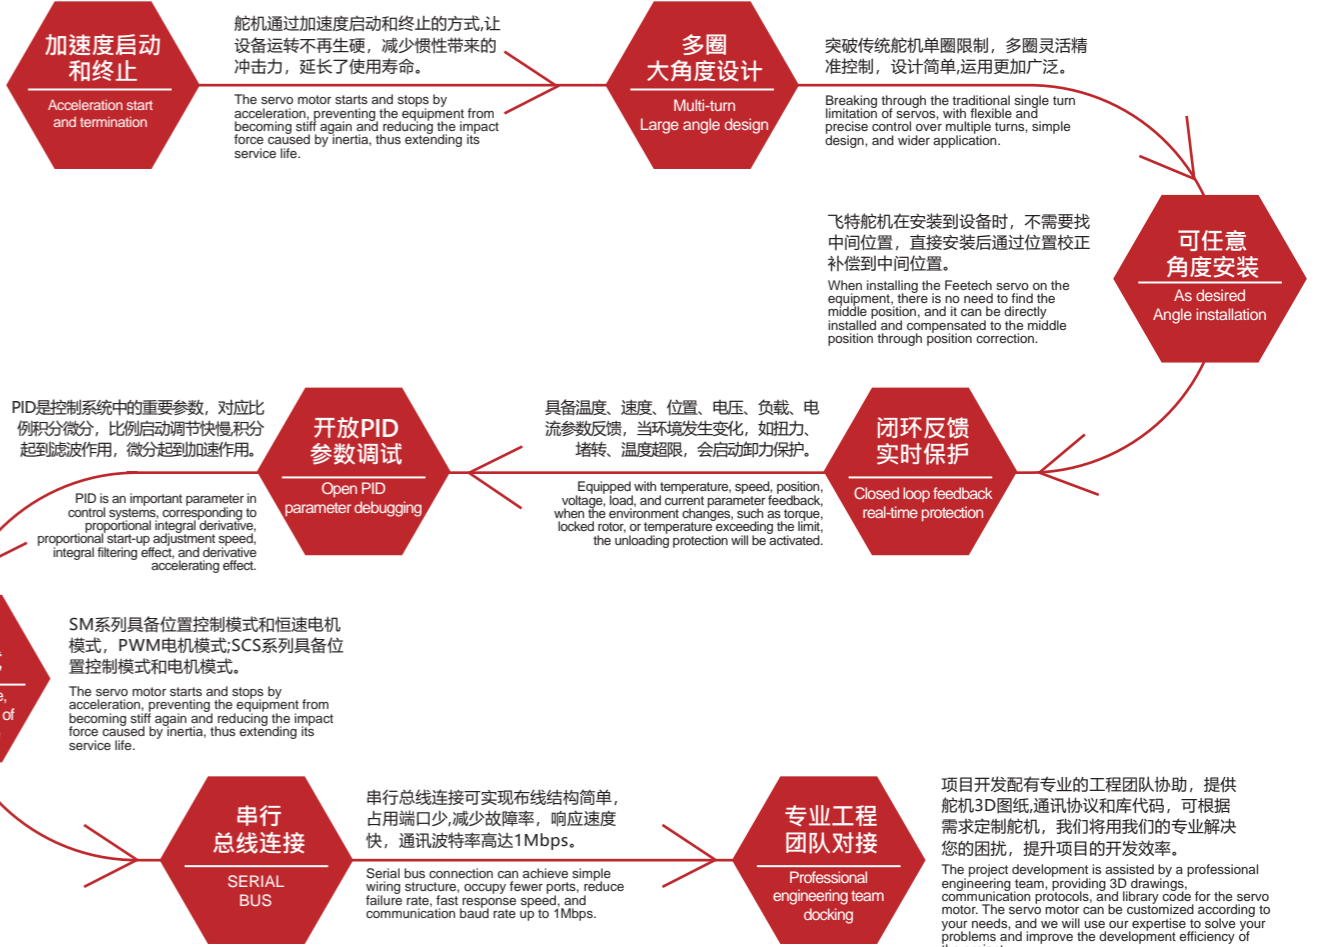 加速度启动
和终止
Acceleration start
and termination
舵机通过加速度启动和终止的方式,让
设备运转不再生硬，减少惯性带来的
冲击力，延长了使用寿命。
The servo motor starts and stops by
acceleration, preventing the equipment from
becoming stiff again and reducing the impact
force caused by inertia, thus extending its
service life.
多圈
大角度设计
Multi-turn
Large angle design
突破传统舵机单圈限制，多圈灵活精
准控制，设计简单,运用更加广泛。
Breaking through the traditional single turn
limitation of servos, with flexible and
precise control over multiple turns, simple
design, and wider application.
飞特舵机在安装到设备时，不需要找
中间位置，直接安装后通过位置校正
补偿到中间位置。
When installing the Feetech servo on the
equipment, there is no need to find the
middle position, and it can be directly
installed and compensated to the middle
position through position correction.
可任意
角度安装
As desired
Angle installation
PID是控制系统中的重要参数，对应比
例积分微分，比例启动调节快慢,积分
起到滤波作用，微分起到加速作用。
PID is an important parameter in
control systems, corresponding to
proportional integral derivative,
proportional start-up adjustment speed,
integral filtering effect, and derivative
accelerating effect.
开放PID
参数调试
Open PID
parameter debugging
具备温度、速度、位置、电压、负载、电
流参数反馈，当环境发生变化，如扭力、
堵转、温度超限，会启动卸力保护。
Equipped with temperature, speed, position,
voltage, load, and current parameter feedback,
when the environment changes, such as torque,
locked rotor, or temperature exceeding the limit,
the unloading protection will be activated.
闭环反馈
实时保护
Closed loop feedback
real-time protection
of
SM系列具备位置控制模式和恒速电机
模式，PWM电机模式;SCS系列具备位
置控制模式和电机模式。
The servo motor starts and stops by
acceleration, preventing the equipment from
becoming stiff again and reducing the impact
force caused by inertia, thus extending its
service life.
串行
总线连接
SERIAL
BUS
串行总线连接可实现布线结构简单，
占用端口少,减少故障率，响应速度
快，通讯波特率高达1Mbps。
Serial bus connection can achieve simple
wiring structure, occupy fewer ports, reduce
failure rate, fast response speed, and
communication baud rate up to 1Mbps.
专业工程
团队对接
Professional
engineering team
docking
项目开发配有专业的工程团队协助，提供
舵机3D图纸,通讯协议和库代码，可根据
需求定制舵机，我们将用我们的专业解决
您的困扰，提升项目的开发效率。
The project development is assisted by a professional
engineering team, providing 3D drawings,
communication protocols, and library code for the servo
motor. The servo motor can be customized according to
your needs, and we will use our expertise to solve your
problems and improve the development efficiency of